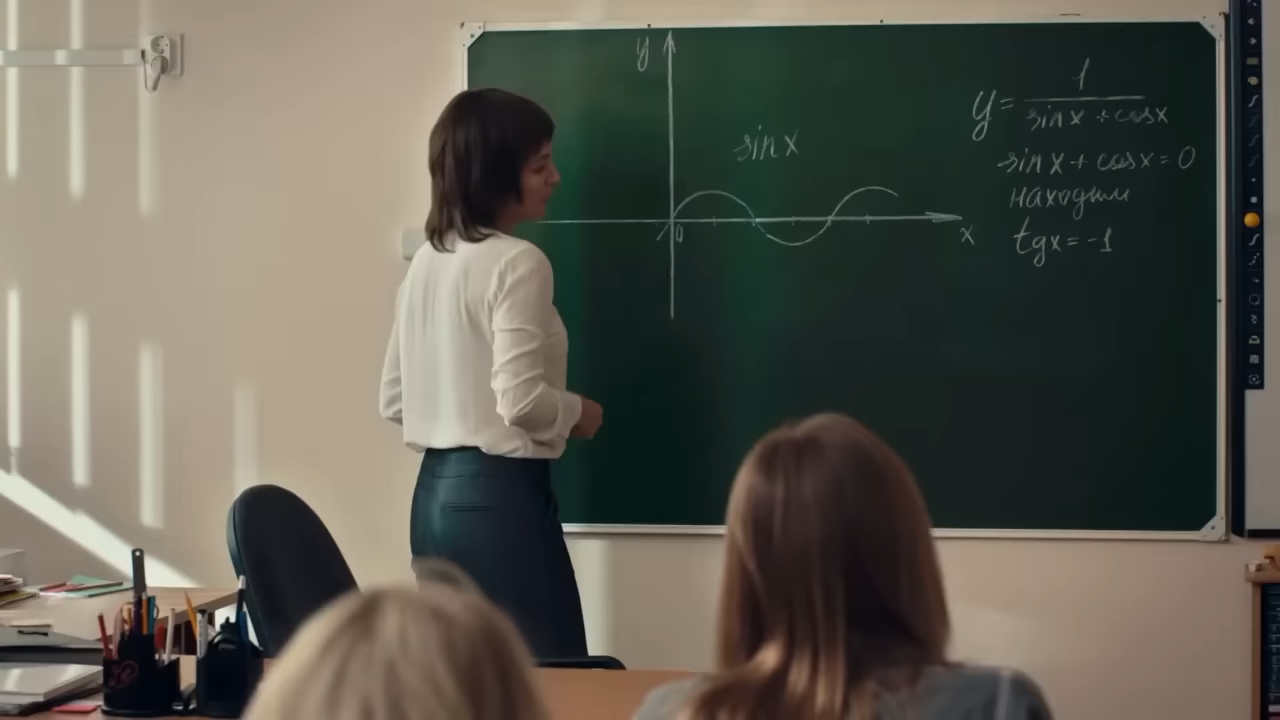 y
sin x
0
x
y = 1 / sin x + cos x
sin x + cos x = 0
находим
tg x = -1